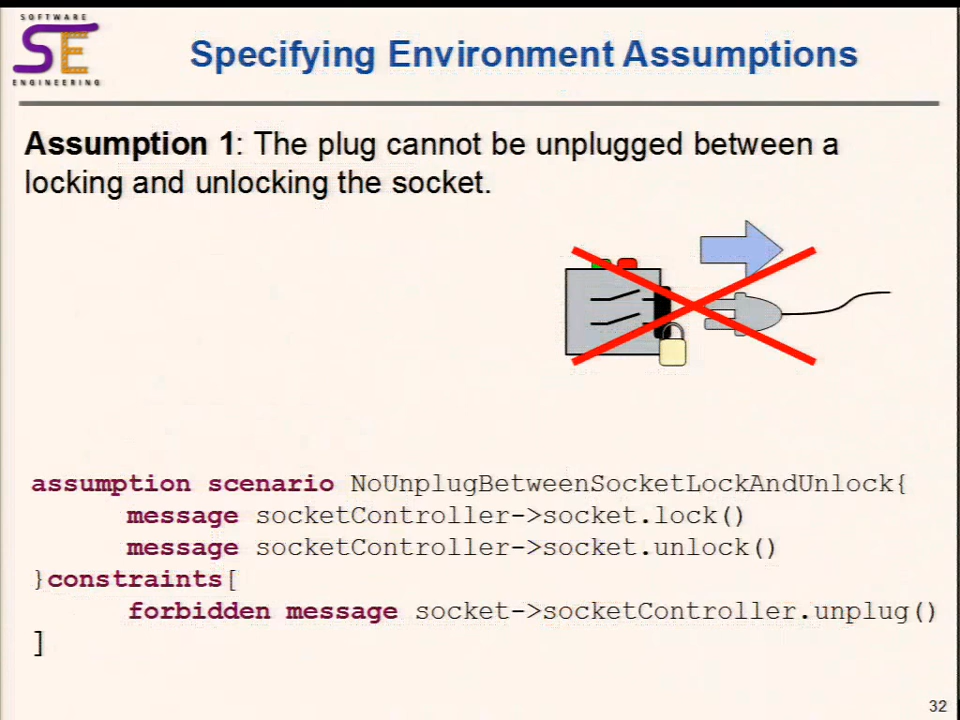 SOFTWARE
SE
ENGINEERING
Specifying Environment Assumptions
Assumption 1: The plug cannot be unplugged between a
locking and unlocking the socket.
assumption scenario NoUnplugBetweenSocketLockAndUnlock{
message socketController->socket.lock()
message socketController->socket.unlock()
}constraints[
forbidden message socket->socketController.unplug()
]
32